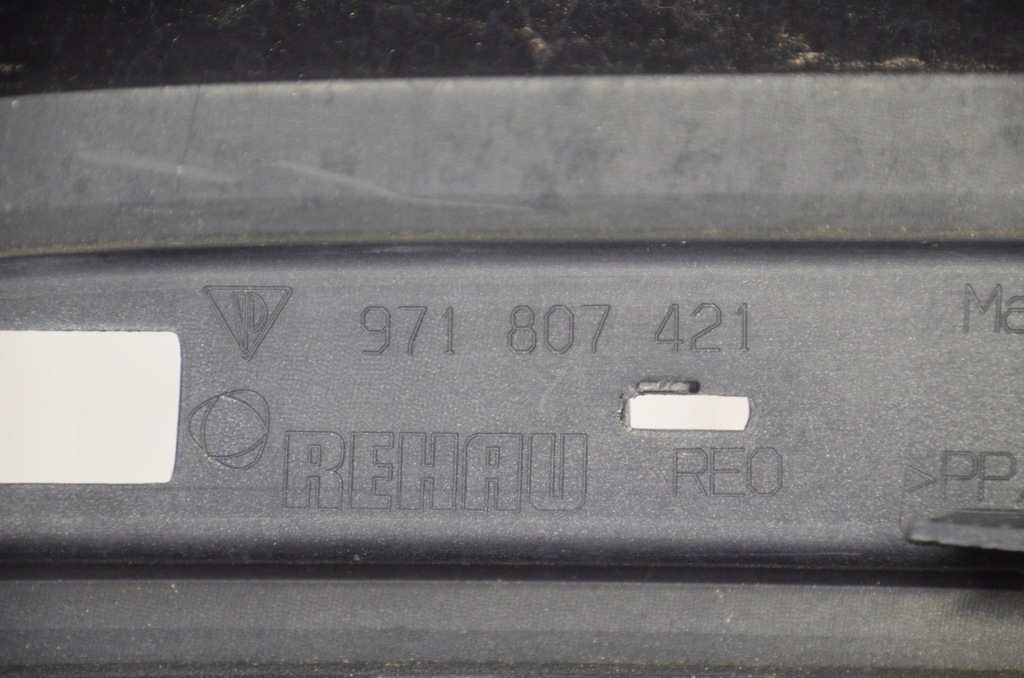 971 807 421
Ma
REHAU REO
>PP